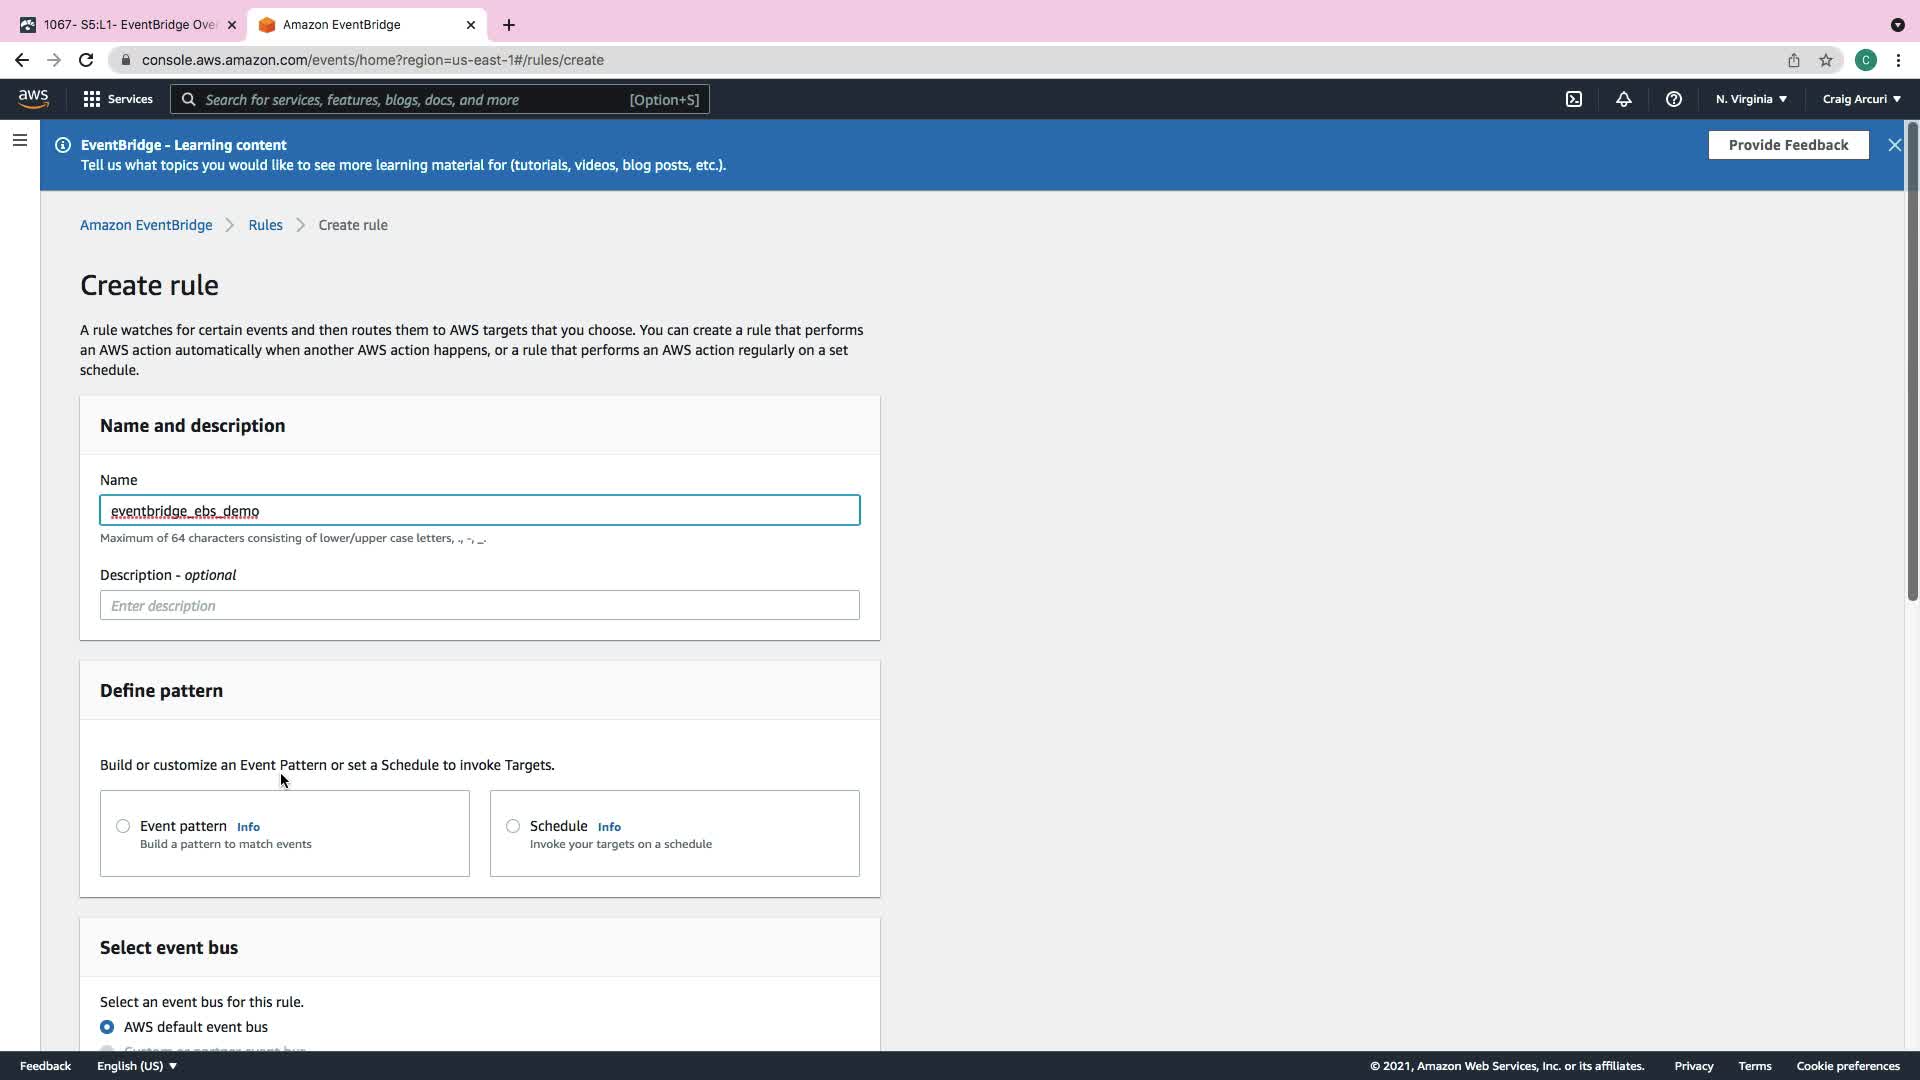 1067- S5:L1- EventBridge Ove
Amazon EventBridge
console.aws.amazon.com/events/home?region=us-east-1#/rules/create
C
aws
Services
Search for services, features, blogs, docs, and more
[Option+S]
N. Virginia
Craig Arcuri
EventBridge - Learning content
Tell us what topics you would like to see more learning material for (tutorials, videos, blog posts, etc.).
Provide Feedback
Amazon EventBridge
Rules
Create rule
Create rule
A rule watches for certain events and then routes them to AWS targets that you choose. You can create a rule that performs
an AWS action automatically when another AWS action happens, or a rule that performs an AWS action regularly on a set
schedule.
Name and description
Name
eventbridge_ebs_demo
Maximum of 64 characters consisting of lower/upper case letters, ., -, _.
Description - optional
Enter description
Define pattern
Build or customize an Event Pattern or set a Schedule to invoke Targets.
Event pattern Info
Build a pattern to match events
Schedule Info
Invoke your targets on a schedule
Select event bus
Select an event bus for this rule.
AWS default event bus
Custom or partner event bus
Feedback
English (US)
© 2021, Amazon Web Services, Inc. or its affiliates.
Privacy
Terms
Cookie preferences